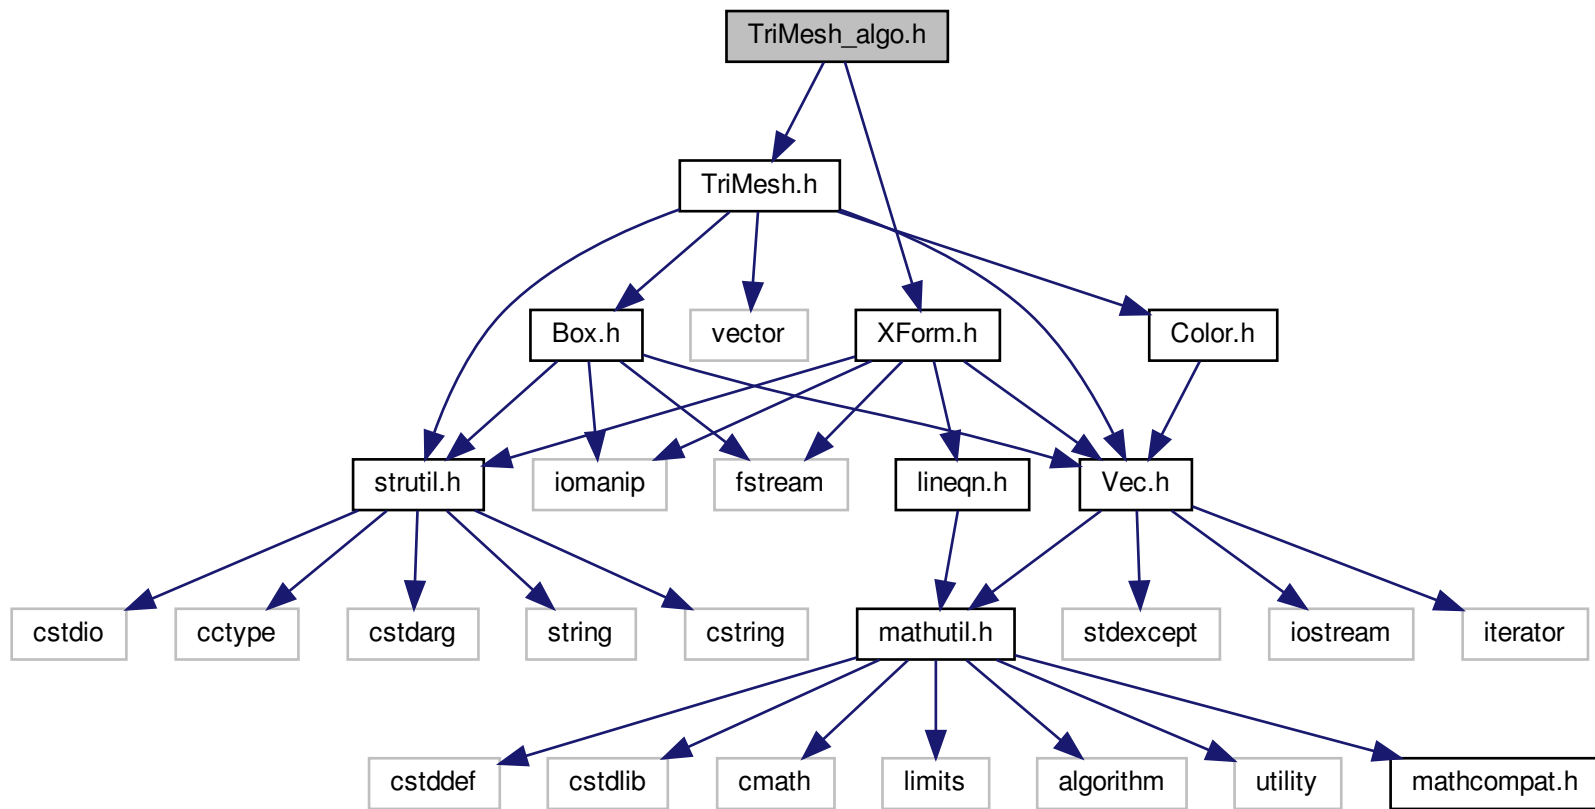 TriMesh_algo.h
TriMesh.h
Box.h
vector
XForm.h
Color.h
strutil.h
iomanip
fstream
lineqn.h
Vec.h
cstdio
cctype
cstdarg
string
cstring
mathutil.h
stdexcept
iostream
iterator
cstddef
cstdlib
cmath
limits
algorithm
utility
mathcompat.h